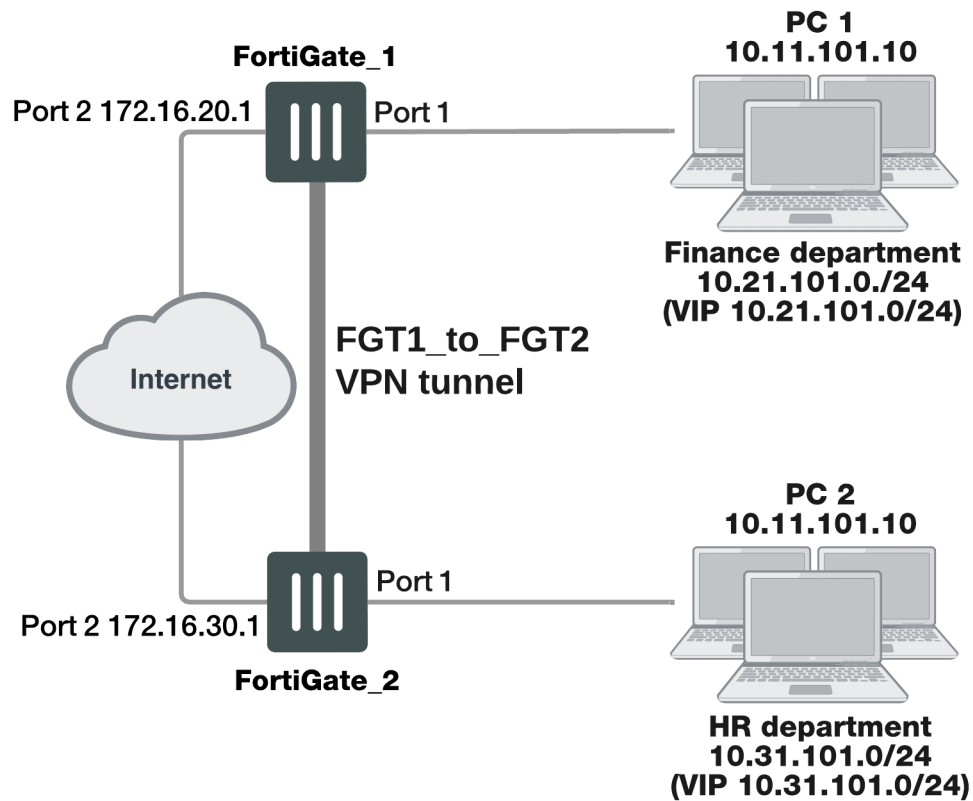 PC 1
10.11.101.10
FortiGate_1
Port 2 172.16.20.1
Port 1
Finance department
10.21.101.0./24
(VIP 10.21.101.0/24)
FGT1_to_FGT2
VPN tunnel
Internet
PC 2
10.11.101.10
Port 1
Port 2 172.16.30.1
FortiGate_2
HR department
10.31.101.0/24
(VIP 10.31.101.0/24)